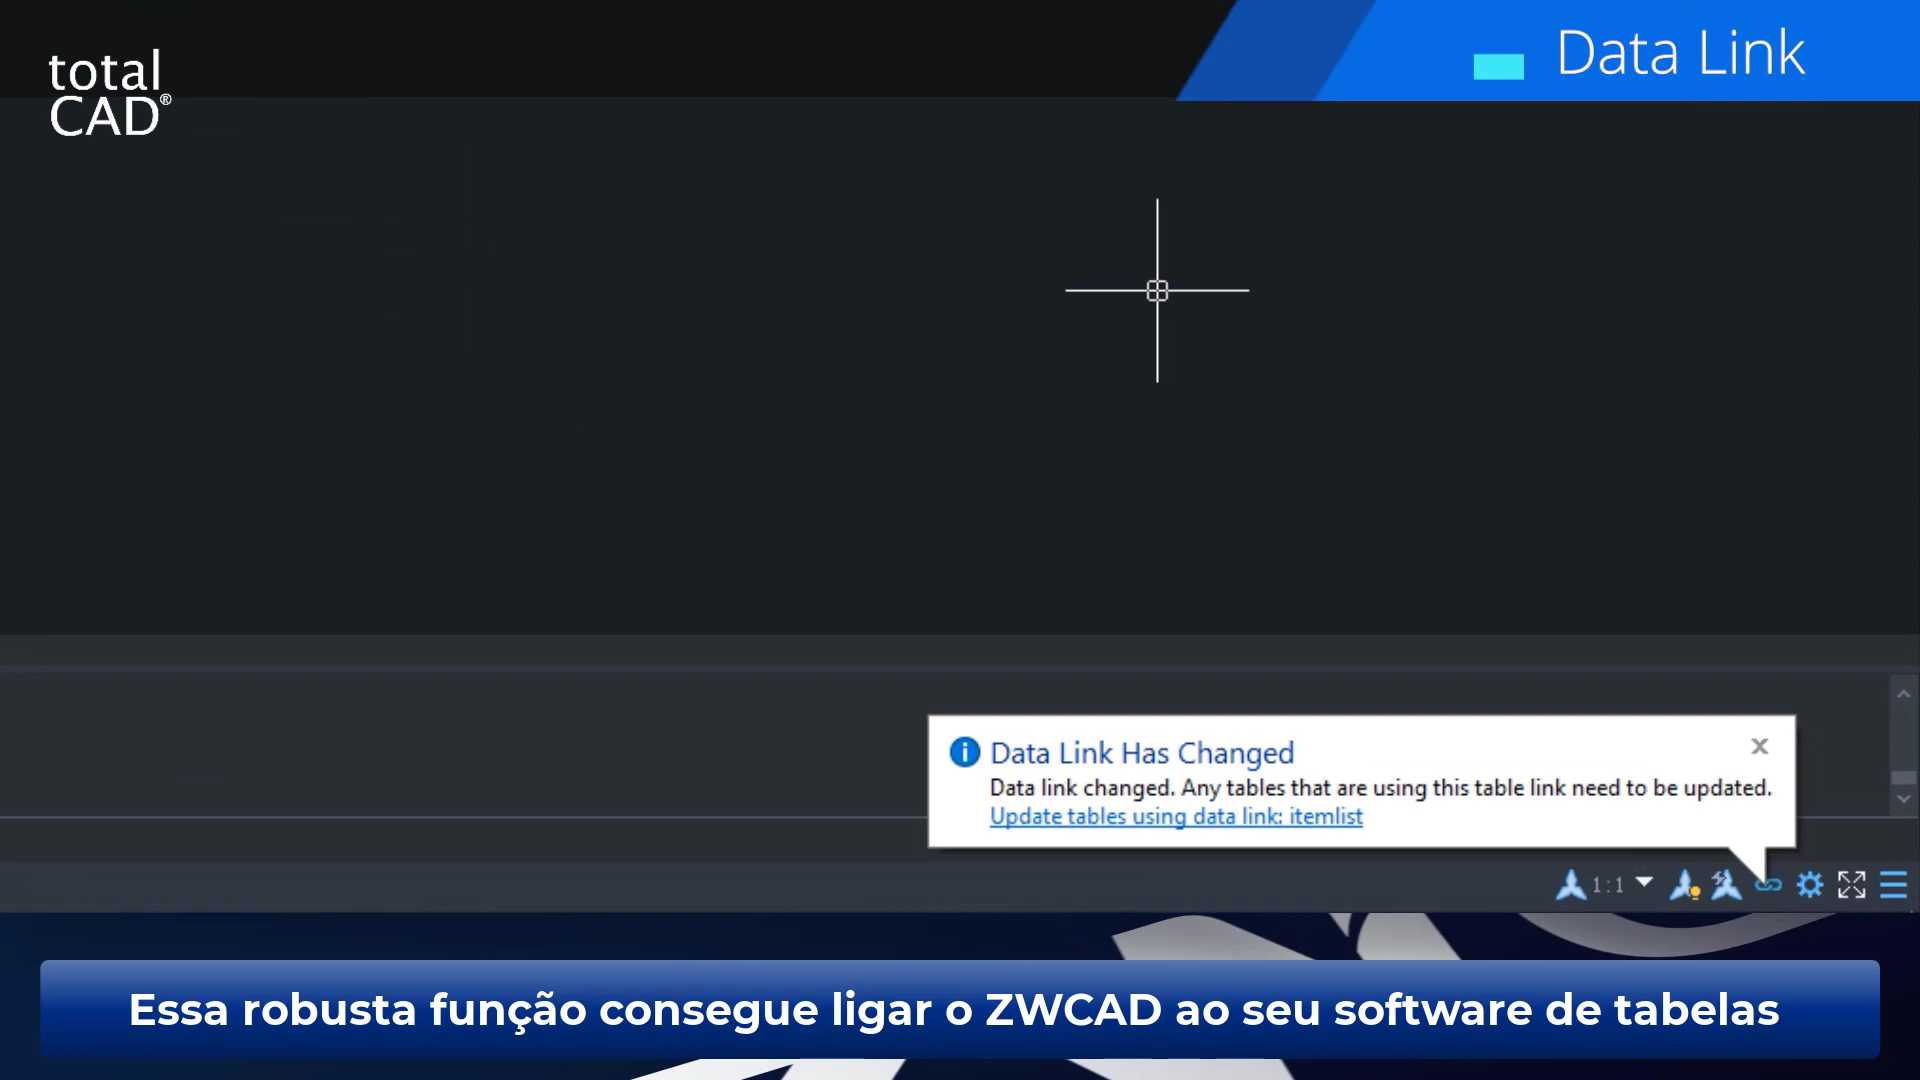 total
CAD®
Data Link
Data Link Has Changed
Data link changed. Any tables that are using this table link need to be updated.
Update tables using data link: itemlist
1:1
Essa robusta função consegue ligar o ZWCAD ao seu software de tabelas